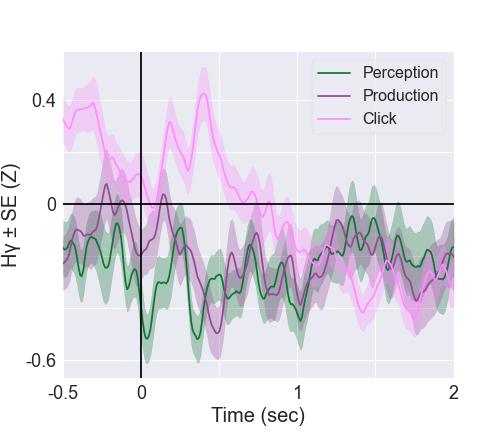 Perception
Production
Click
Hγ ± SE (Z)
0.4
0
-0.6
-0.5
0
1
2
Time (sec)